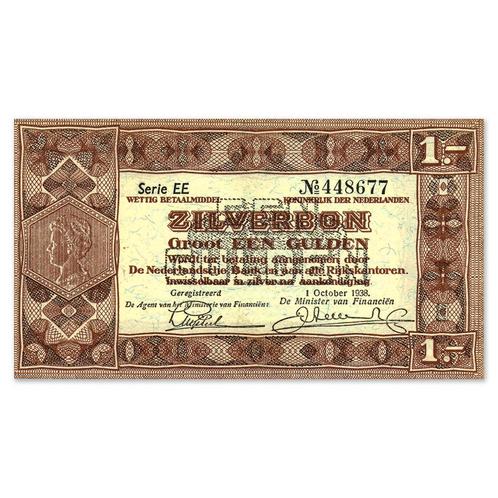 1.-
Serie EE № 448677
WETTIG BETAALMIDDEL KONINKRIJK DER NEDERLANDEN
ZILVERBON
Groot EEN GULDEN
Wordt ter betaling aangenomen door
De Nederlandsche Bank en aan alle Rijkskantoren.
Inwisselbaar in zilver na aankondiging.
Geregistreerd 1 October 1938.
De Agent van het Ministerie van Financiën De Minister van Financiën
1.-